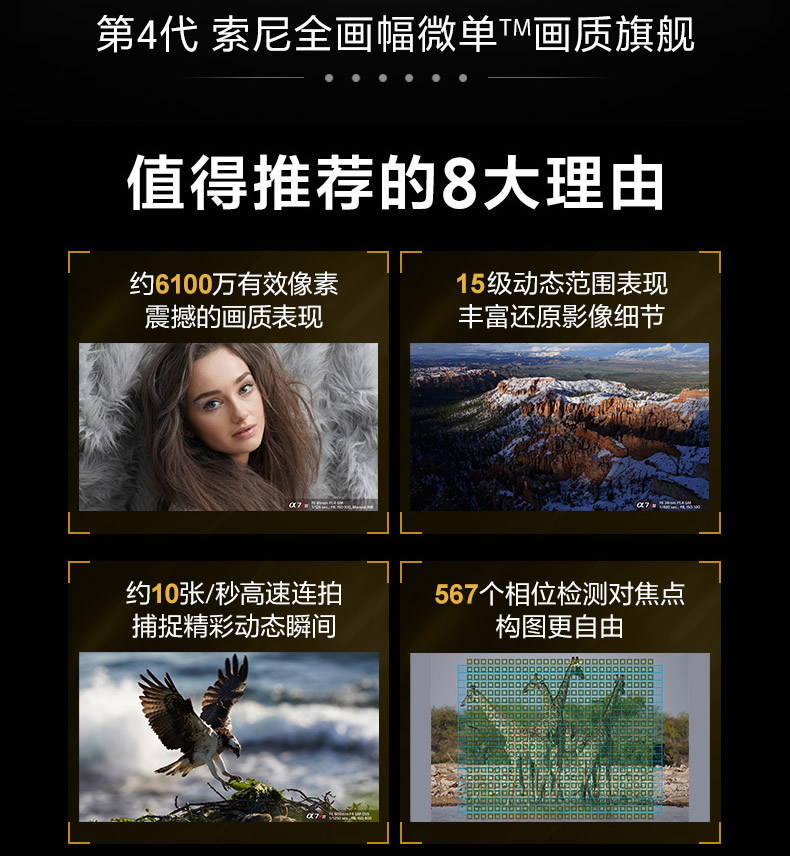 第4代 索尼全画幅微单™画质旗舰
值得推荐的8大理由
约6100万有效像素
震撼的画质表现
15级动态范围表现
丰富还原影像细节
约10张/秒高速连拍
捕捉精彩动态瞬间
567个相位检测对焦点
构图更自由